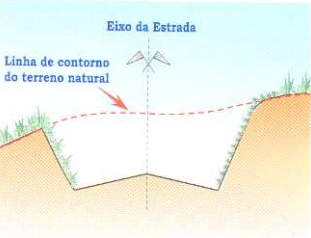 Eixo da Estrada
Linha de contorno
do terreno natural